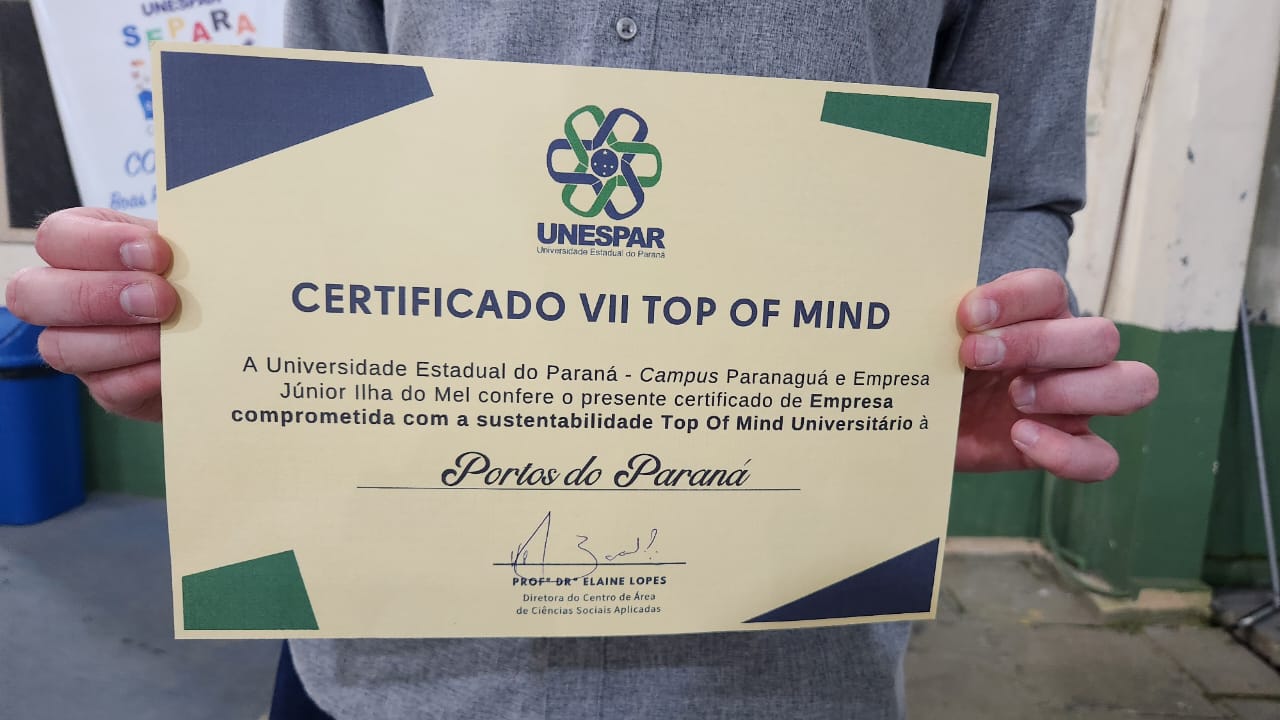 UNESPAR
SEPARA
CO
Boas
UNESPAR
Universidade Estadual do Paraná
CERTIFICADO VII TOP OF MIND
A Universidade Estadual do Paraná - Campus Paranaguá e Empresa
Júnior Ilha do Mel confere o presente certificado de Empresa
comprometida com a sustentabilidade Top Of Mind Universitário à
Portos do Paraná
PROFª DRª ELAINE LOPES
Diretora do Centro de Área
de Ciências Sociais Aplicadas